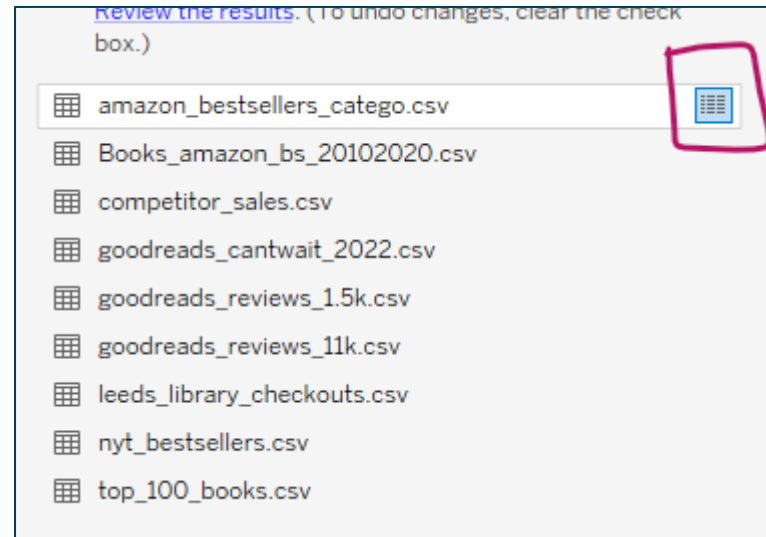 Review the results. (To undo changes, clear the check
box.)
amazon_bestsellers_catego.csv
Books_amazon_bs_20102020.csv
competitor_sales.csv
goodreads_cantwait_2022.csv
goodreads_reviews_1.5k.csv
goodreads_reviews_11k.csv
leeds_library_checkouts.csv
nyt_bestsellers.csv
top_100_books.csv